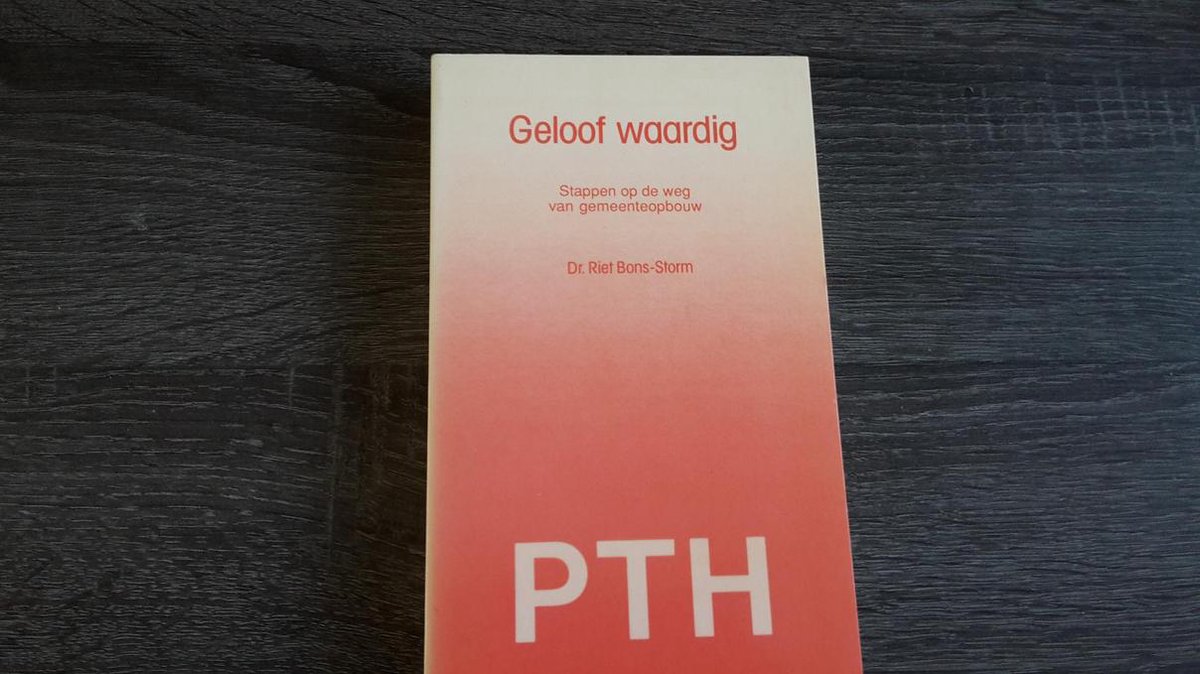 Geloof waardig
Stappen op de weg
van gemeenteopbouw
Dr. Riet Bons-Storm
PTH